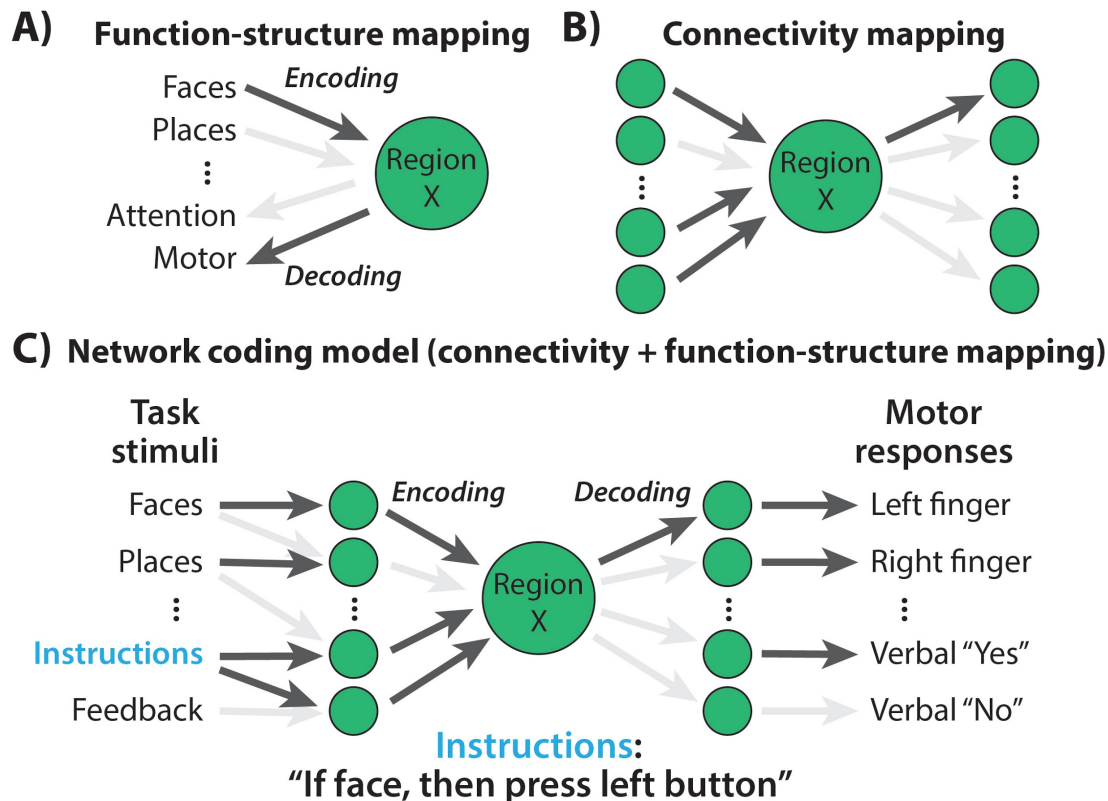 A) Function-structure mapping
Encoding
Faces
Places
⋮
Attention
Motor
Decoding
Region
X
B) Connectivity mapping
⋮
Region
X
⋮
C) Network coding model (connectivity + function-structure mapping)
Task
stimuli
Motor
responses
Faces
Places
⋮
Instructions
Feedback
⋮
Encoding
Decoding
Region
X
⋮
Left finger
Right finger
⋮
Verbal “Yes”
Verbal “No”
Instructions:
“If face, then press left button”